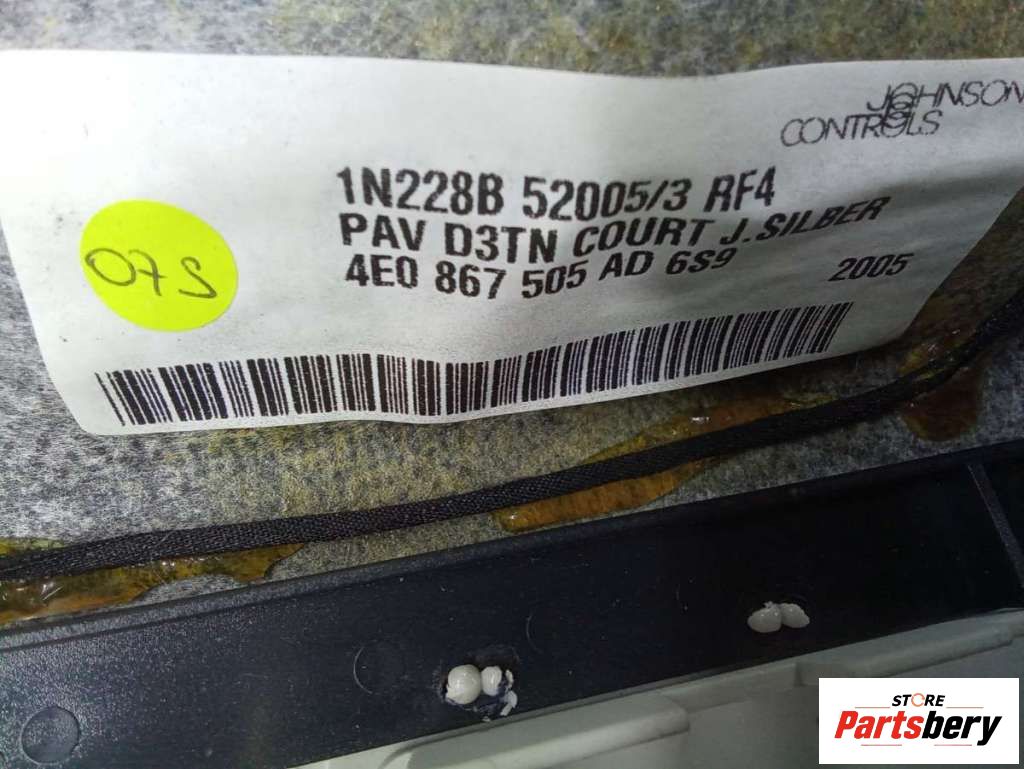 JOHNSON
CONTROLS
1N228B 52005/3 RF4
PAV D3TN COURT J.SILBER
4E0 867 505 AD 6S9 2005
07S
STORE
Partsbery